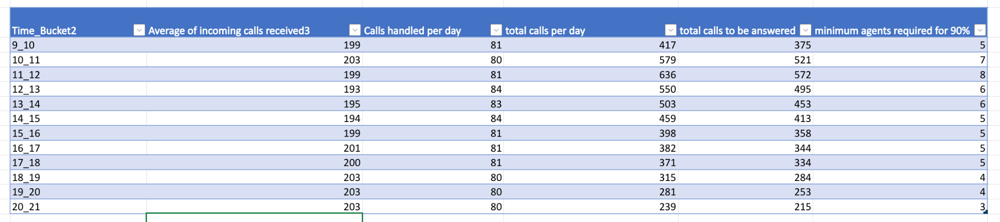 Time_Bucket2 Average of incoming calls received3 Calls handled per day total calls per day total calls to be answered minimum agents required for 90%
9_10 199 81 417 375 5
10_11 203 80 579 521 7
11_12 199 81 636 572 8
12_13 193 84 550 495 6
13_14 195 83 503 453 6
14_15 194 84 459 413 5
15_16 199 81 398 358 5
16_17 201 81 382 344 5
17_18 200 81 371 334 5
18_19 203 80 315 284 4
19_20 203 80 281 253 4
20_21 203 80 239 215 3